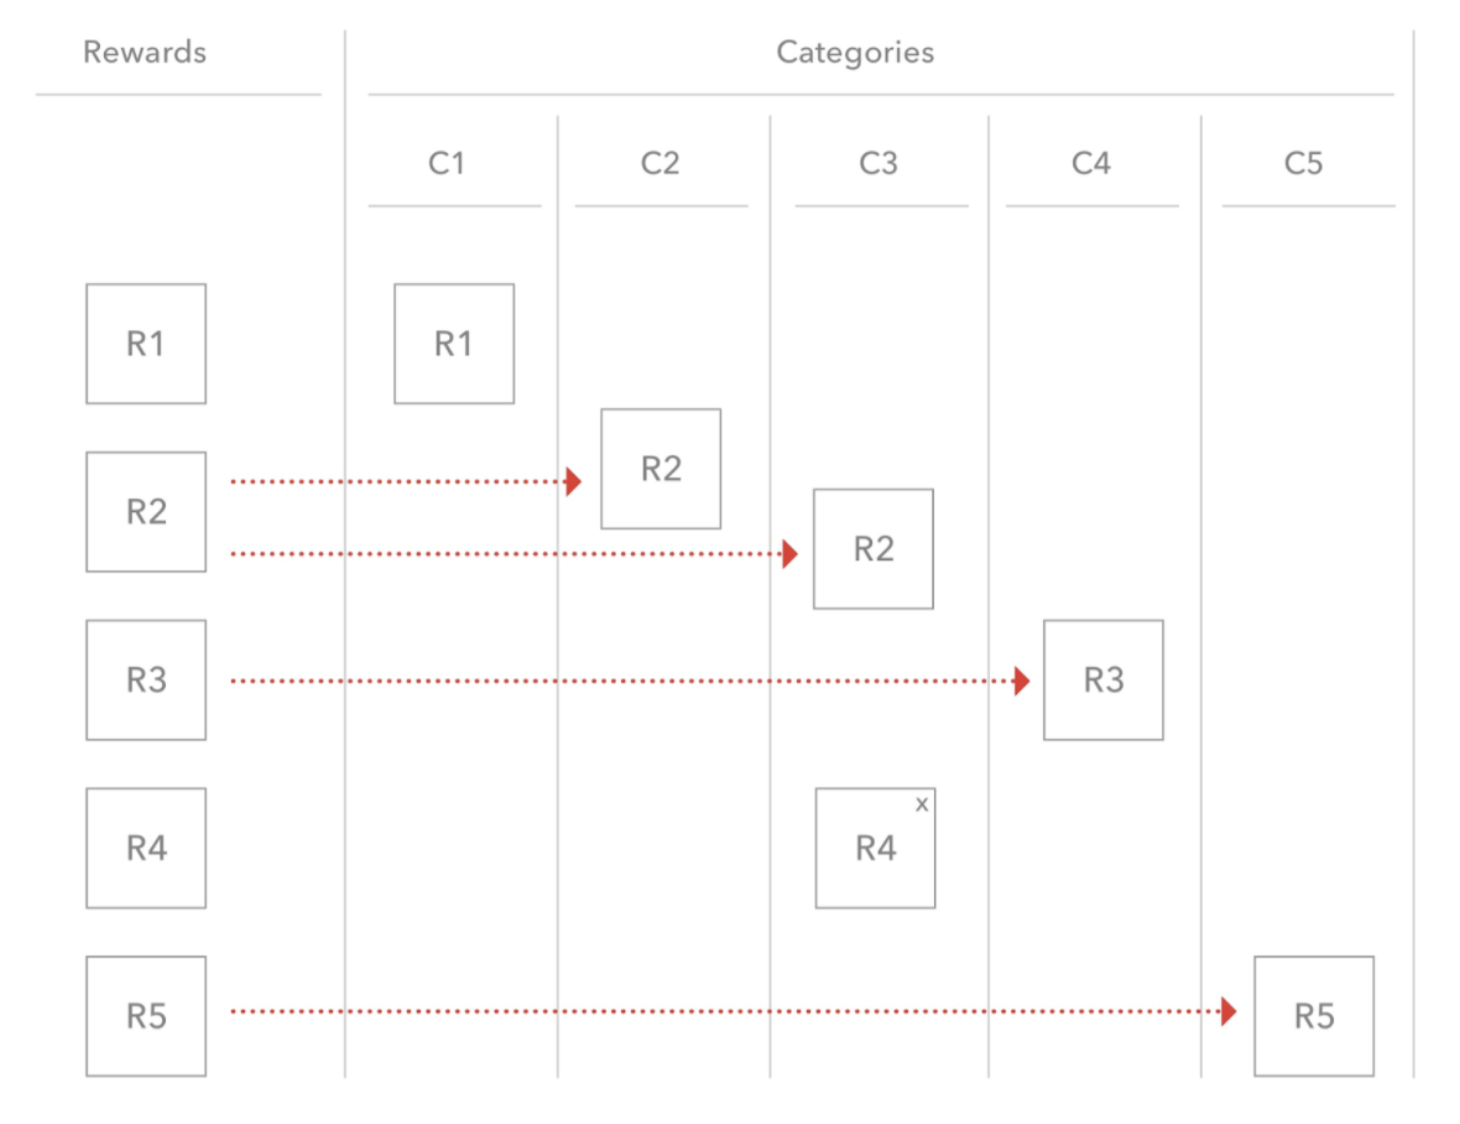 Rewards
Categories
C1 C2 C3 C4 C5
R1 R1
R2 R2
R2
R3 R3
x
R4 R4
R5 R5